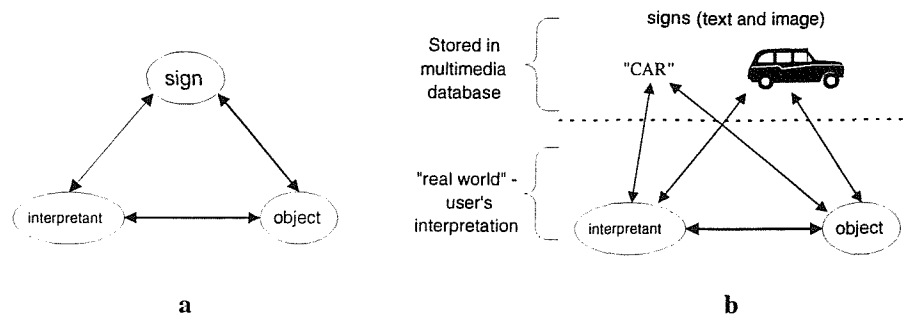 sign
interpretant
object
a
signs (text and image)
Stored in
multimedia
database
"CAR"
"real world" -
user's
interpretation
interpretant
object
b